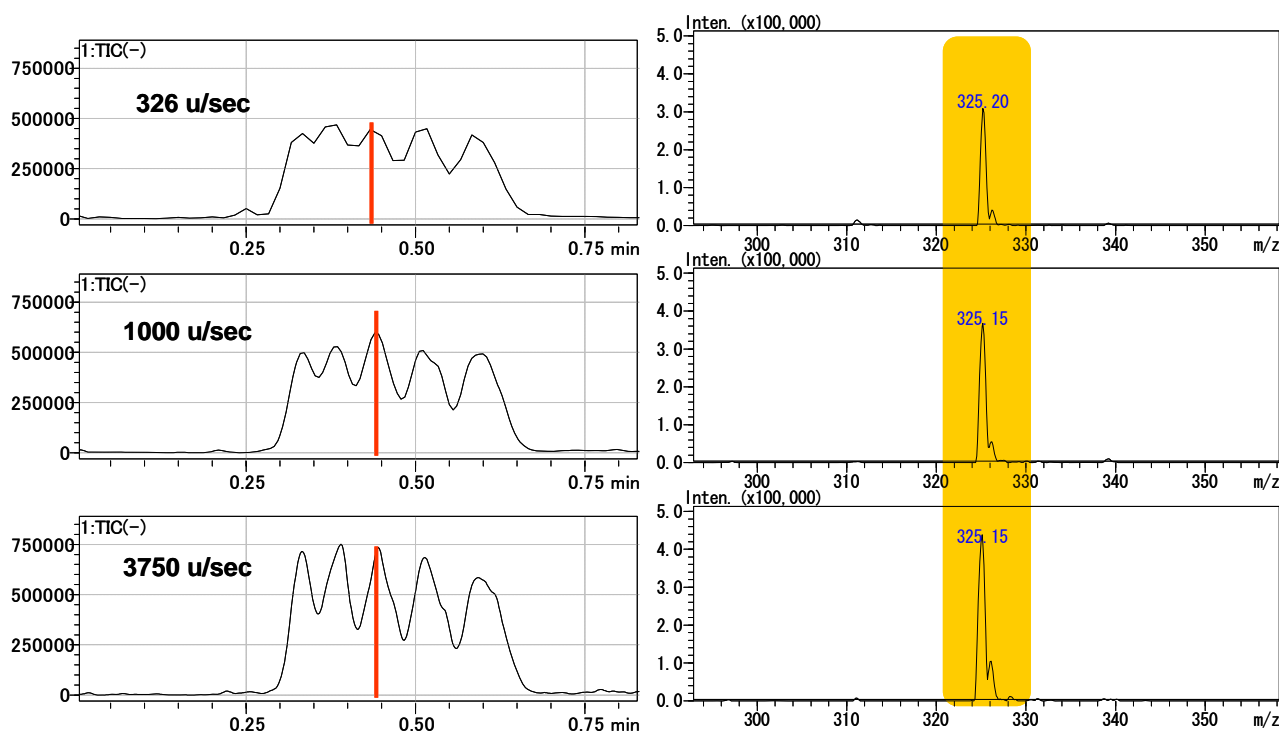 1:TIC(-)
750000
500000
250000
0
326 u/sec
0.25 0.50 0.75 min
Inten. (x100,000)
5.0
4.0
3.0
2.0
1.0
0.0
325.20
300 310 320 330 340 350 m/z
1:TIC(-)
750000
500000
250000
0
1000 u/sec
0.25 0.50 0.75 min
Inten. (x100,000)
5.0
4.0
3.0
2.0
1.0
0.0
325.15
300 310 320 330 340 350 m/z
1:TIC(-)
750000
500000
250000
0
3750 u/sec
0.25 0.50 0.75 min
Inten. (x100,000)
5.0
4.0
3.0
2.0
1.0
0.0
325.15
300 310 320 330 340 350 m/z